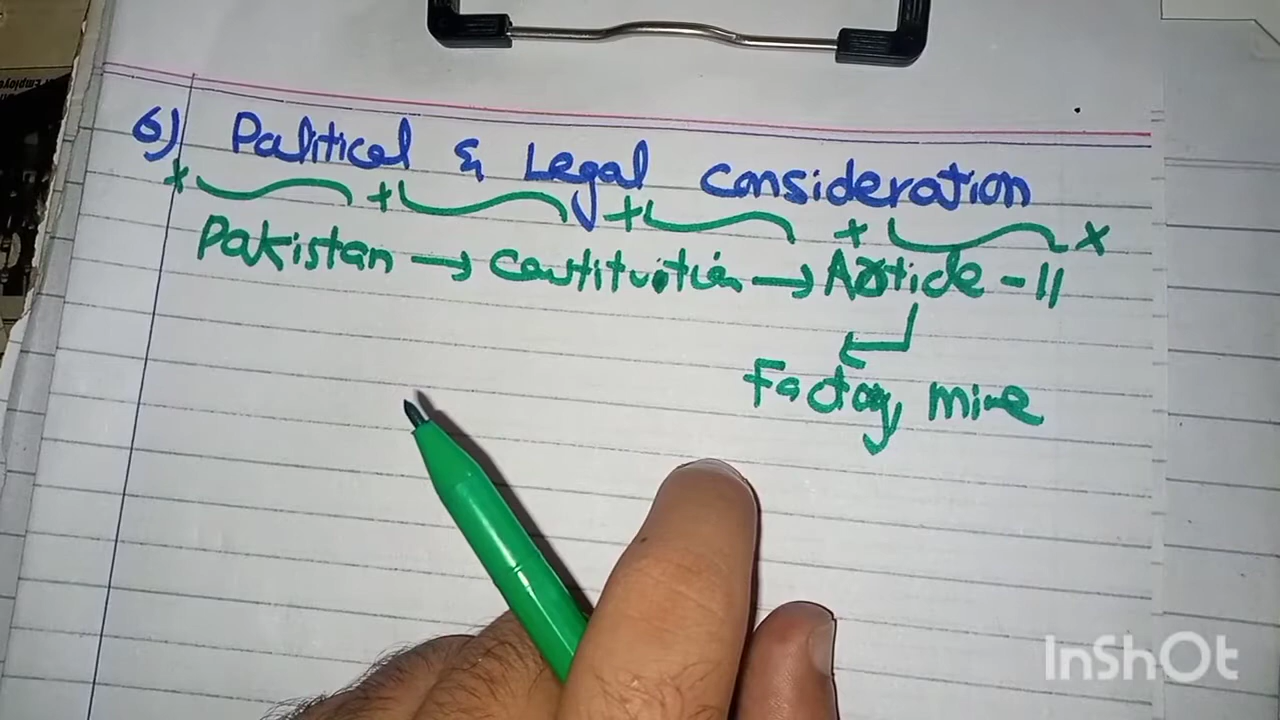 6) Political & Legal Consideration
Pakistan → Constitution → Article - 11
Factory, mine
InShOt